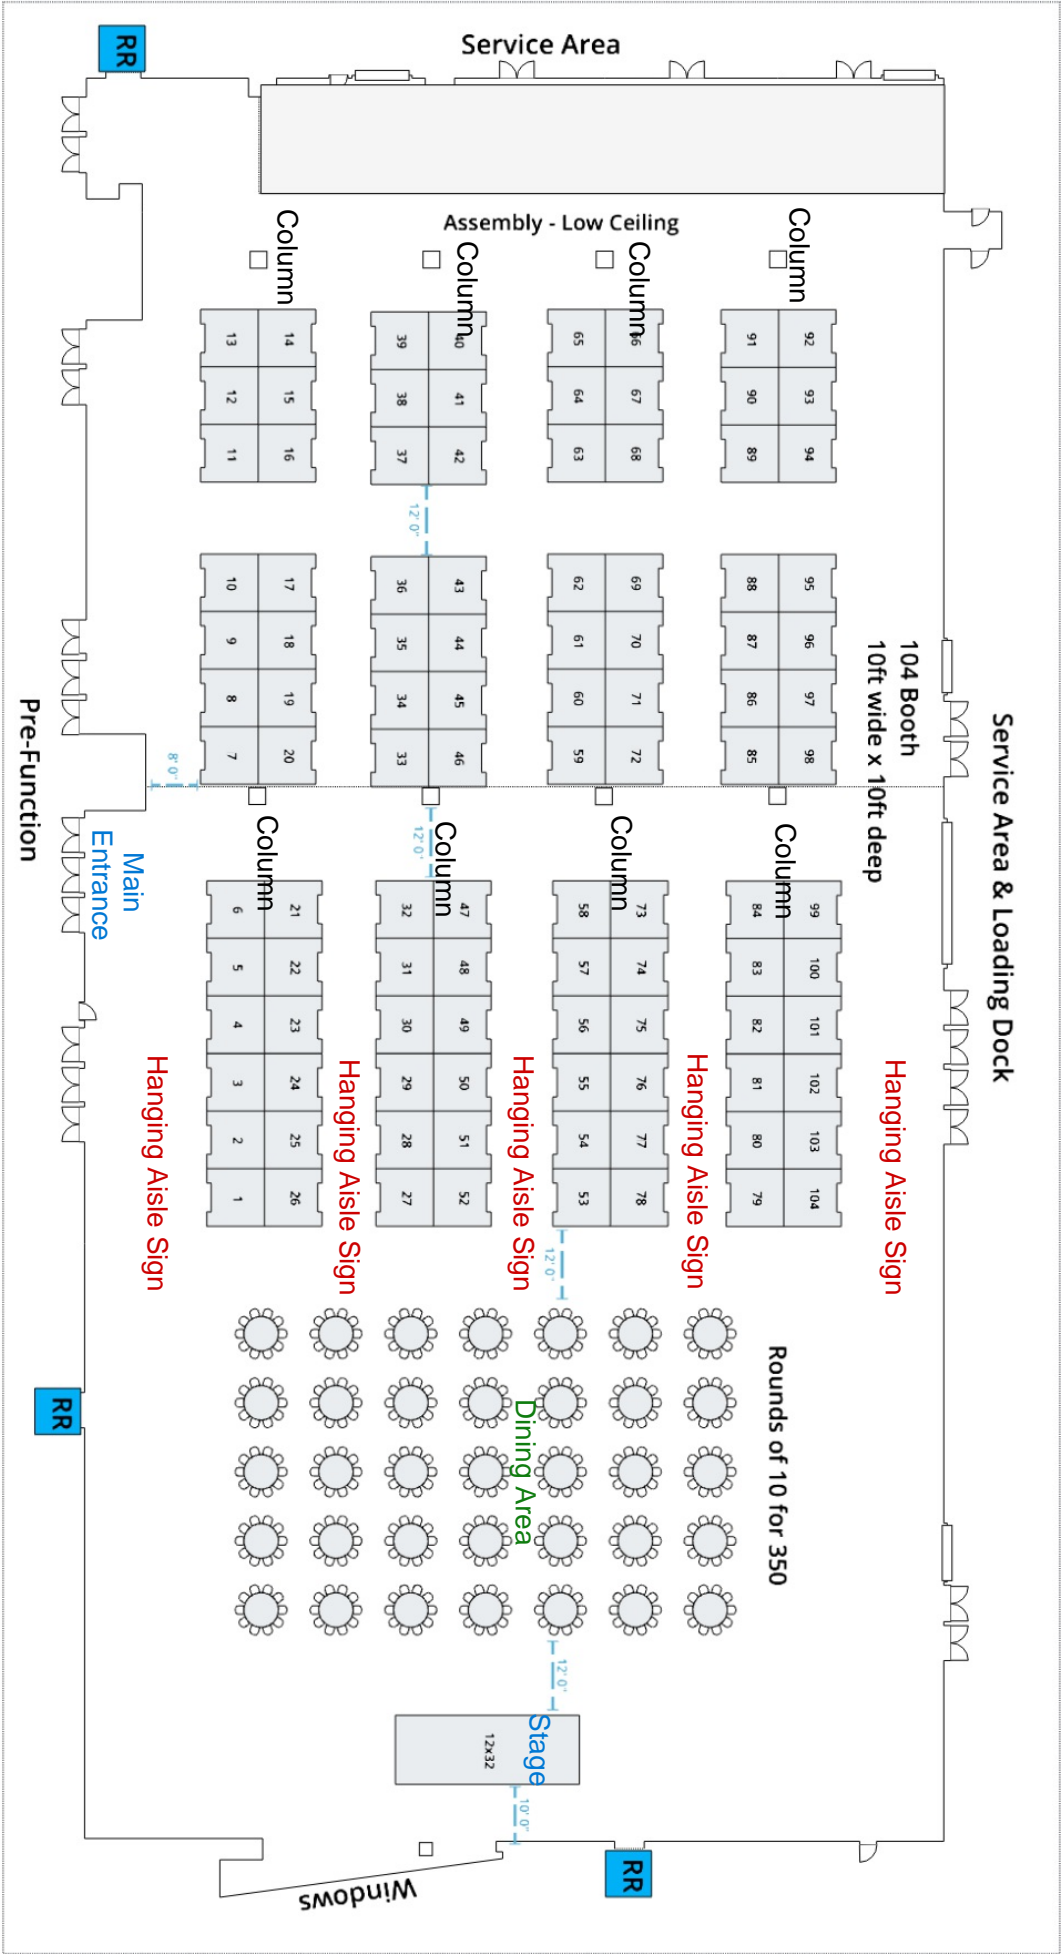 RR
Service Area
Assembly - Low Ceiling
Column
Column
Column
Column
13 14
39 40
65 66
91 92
12 15
38 41
64 67
90 93
11 16
37 42
63 68
89 94
12' 0"
10 17
36 43
62 69
88 95
9 18
35 44
61 70
87 96
8 19
34 45
60 71
86 97
7 20
33 46
59 72
85 98
104 Booth
10ft wide x 10ft deep
Service Area & Loading Dock
Pre-Function
8' 0"
Main
Entrance
12' 0"
Column
Column
Column
Column
6 21
32 47
58 73
84 99
5 22
31 48
57 74
83 100
4 23
30 49
56 75
82 101
3 24
29 50
55 76
81 102
2 25
28 51
54 77
80 103
1 26
27 52
53 78
79 104
Hanging Aisle Sign
Hanging Aisle Sign
Hanging Aisle Sign
Hanging Aisle Sign
Hanging Aisle Sign
12' 0"
Rounds of 10 for 350
Dining Area
RR
12' 0"
Stage
12x32
10' 0"
Windows
RR